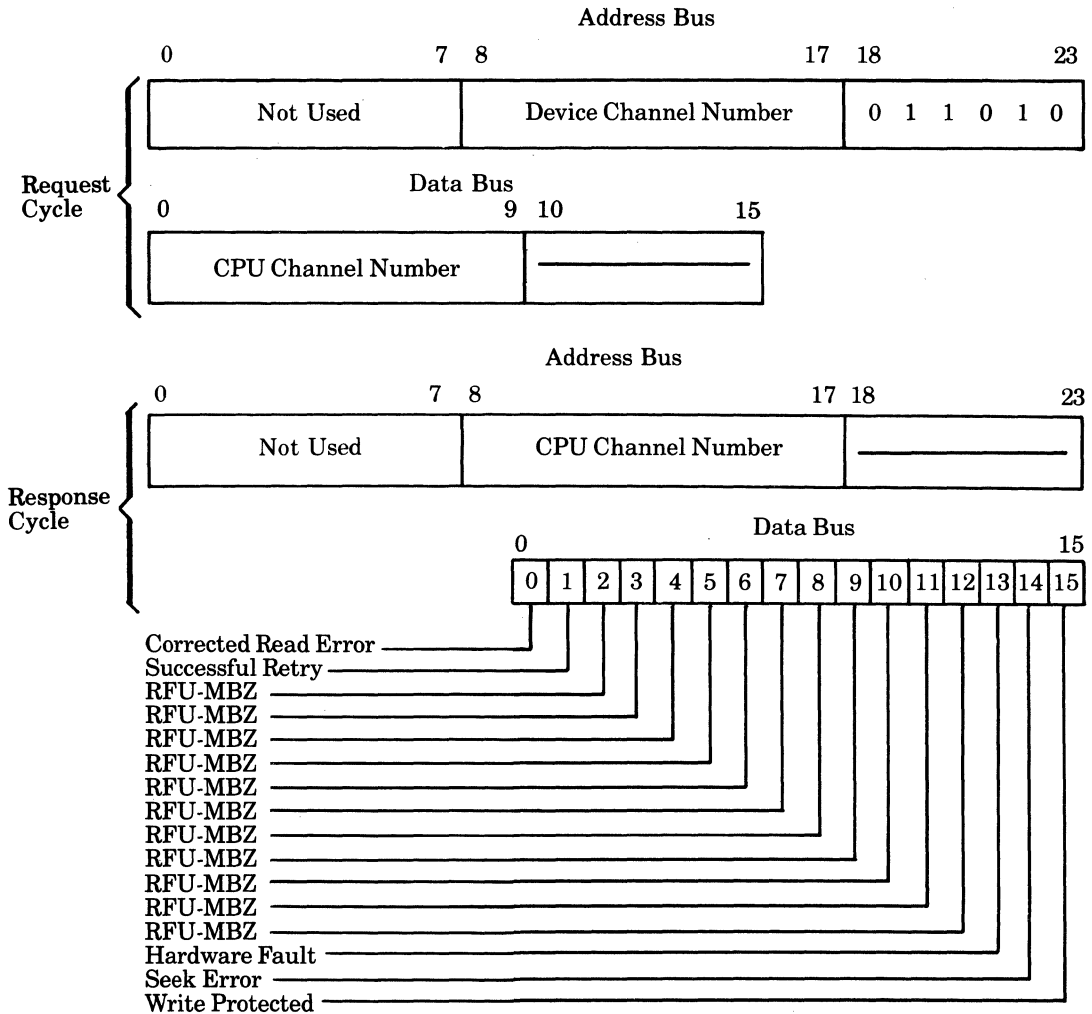 Address Bus
0 7 8 17 18 23
Not Used Device Channel Number 0 1 1 0 1 0
Request
Cycle
Data Bus
0 9 10 15
CPU Channel Number
Address Bus
0 7 8 17 18 23
Not Used CPU Channel Number
Response
Cycle
Data Bus
0 15
0 1 2 3 4 5 6 7 8 9 10 11 12 13 14 15
Corrected Read Error
Successful Retry
RFU-MBZ
RFU-MBZ
RFU-MBZ
RFU-MBZ
RFU-MBZ
RFU-MBZ
RFU-MBZ
RFU-MBZ
RFU-MBZ
RFU-MBZ
RFU-MBZ
Hardware Fault
Seek Error
Write Protected